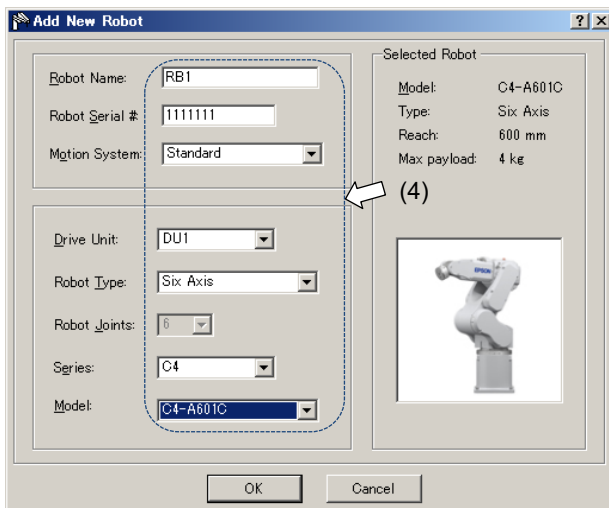 Add New Robot
Robot Name: RB1
Robot Serial # 1111111
Motion System: Standard
Drive Unit: DU1
Robot Type: Six Axis
Robot Joints: 6
Series: C4
Model: C4-A601C
(4)
Selected Robot
Model: C4-A601C
Type: Six Axis
Reach: 600 mm
Max payload: 4 kg
EPSON
OK Cancel